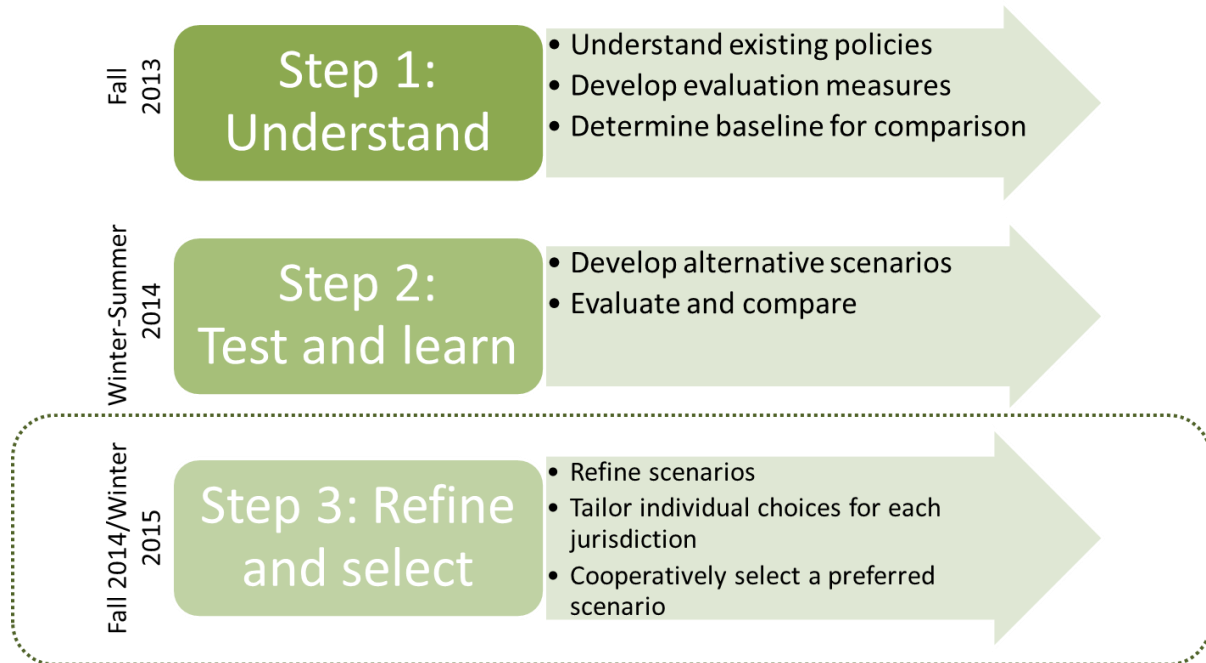 Fall
2013
Step 1:
Understand
• Understand existing policies
• Develop evaluation measures
• Determine baseline for comparison
Winter-Summer
2014
Step 2:
Test and learn
• Develop alternative scenarios
• Evaluate and compare
Fall 2014/Winter
2015
Step 3: Refine
and select
• Refine scenarios
• Tailor individual choices for each
jurisdiction
• Cooperatively select a preferred
scenario